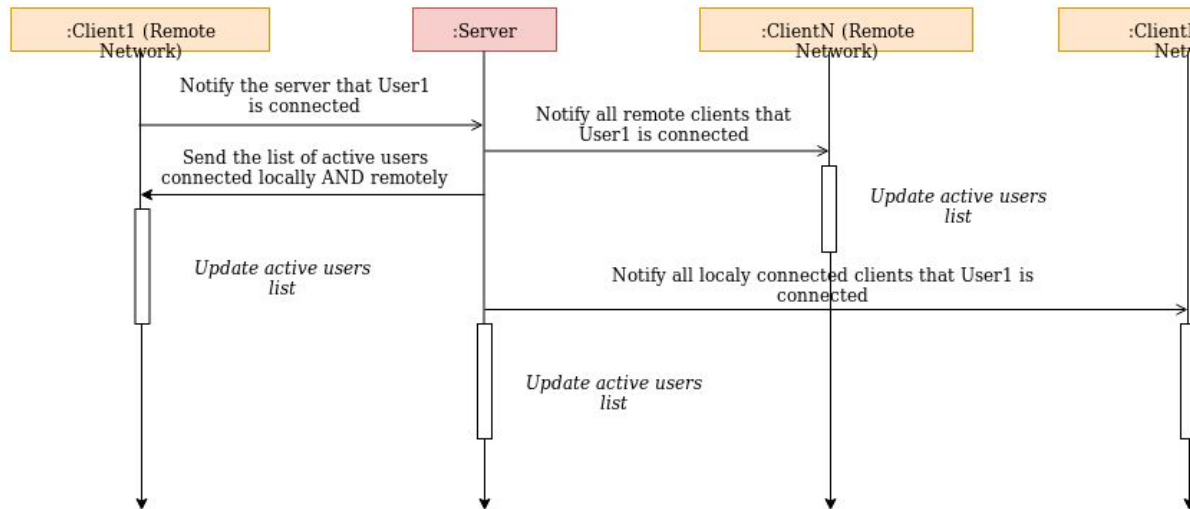 :Client1 (Remote
Network)
:Server
:ClientN (Remote
Network)
Notify the server that User1
is connected
Notify all remote clients that
User1 is connected
Send the list of active users
connected locally AND remotely
Update active users
list
Update active users
list
Notify all localy connected clients that User1 is
connected
Update active users
list